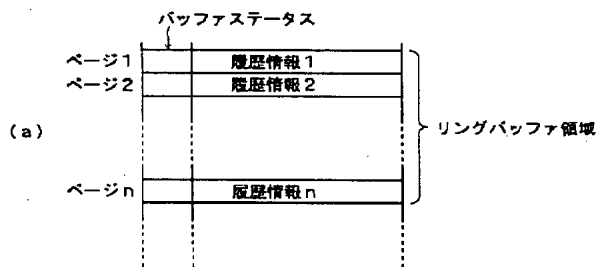 バッファステータス
ページ1 履歴情報1
ページ2 履歴情報2
(a) リングバッファ領域
ページn 履歴情報n